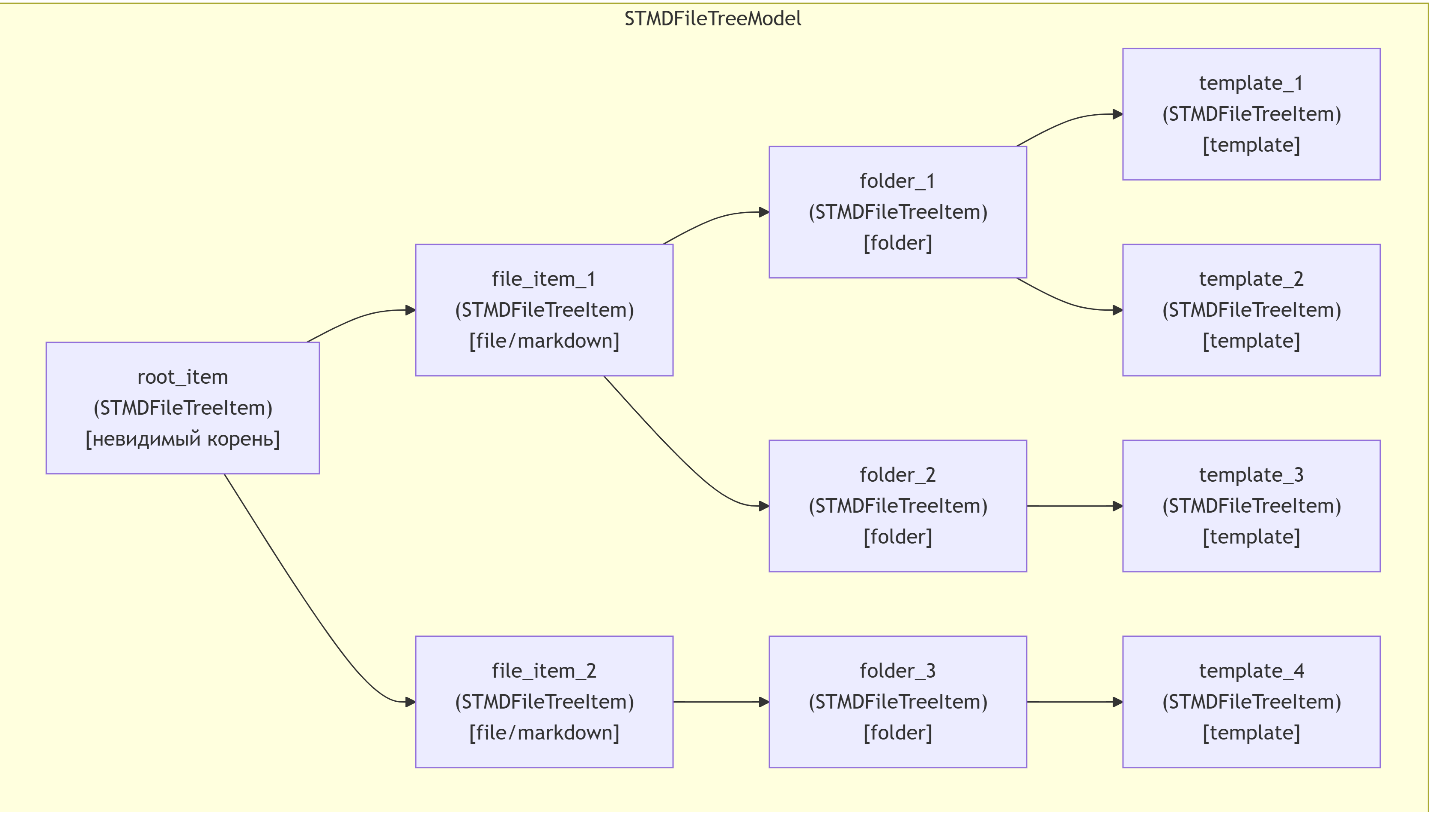 STMDFileTreeModel
root_item
(STMDFileTreeItem)
[невидимый корень]
file_item_1
(STMDFileTreeItem)
[file/markdown]
folder_1
(STMDFileTreeItem)
[folder]
template_1
(STMDFileTreeItem)
[template]
template_2
(STMDFileTreeItem)
[template]
folder_2
(STMDFileTreeItem)
[folder]
template_3
(STMDFileTreeItem)
[template]
file_item_2
(STMDFileTreeItem)
[file/markdown]
folder_3
(STMDFileTreeItem)
[folder]
template_4
(STMDFileTreeItem)
[template]